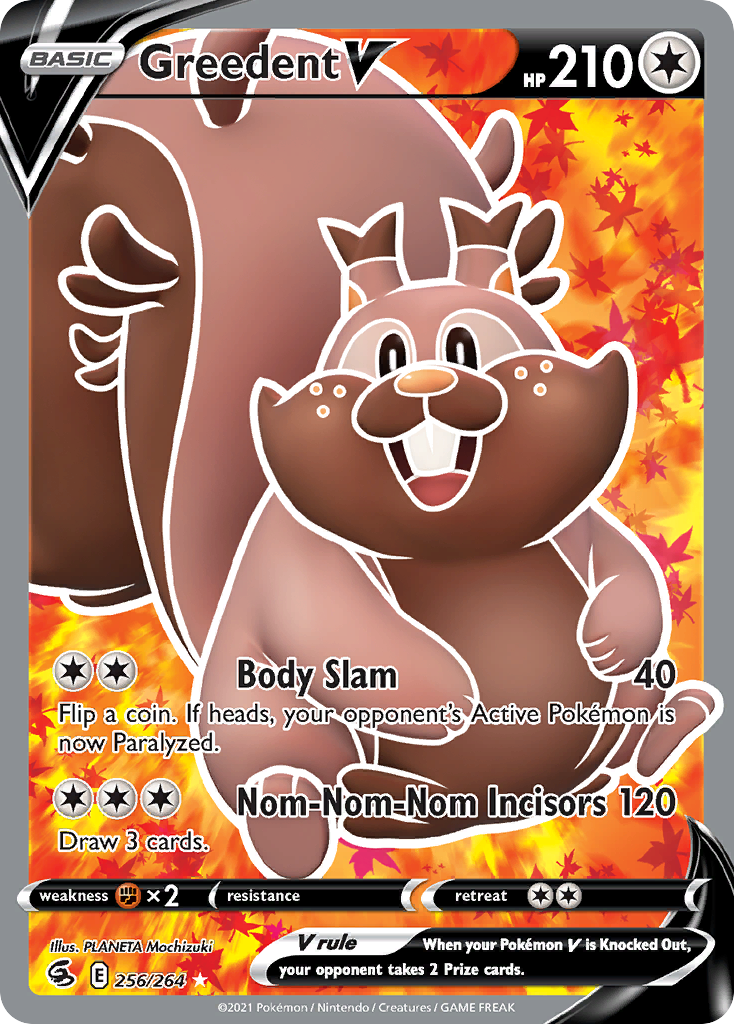 BASIC Greedent V HP 210
Body Slam 40
Flip a coin. If heads, your opponent's Active Pokémon is
now Paralyzed.
Nom-Nom-Nom Incisors 120
Draw 3 cards.
weakness ×2 resistance retreat
Illus. PLANETA Mochizuki
V rule When your Pokémon V is Knocked Out,
your opponent takes 2 Prize cards.
E 256/264
©2021 Pokémon / Nintendo / Creatures / GAME FREAK